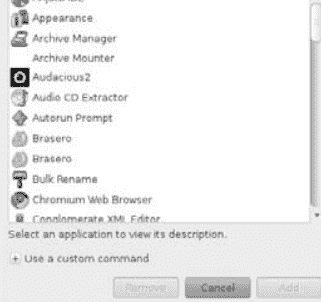 Appearance
Archive Manager
Archive Mounter
Audacious2
Audio CD Extractor
Autorun Prompt
Brasero
Brasero
Bulk Rename
Chromium Web Browser
Conglomerate XML Editor
Select an application to view its description.
+ Use a custom command
Remove Cancel Add